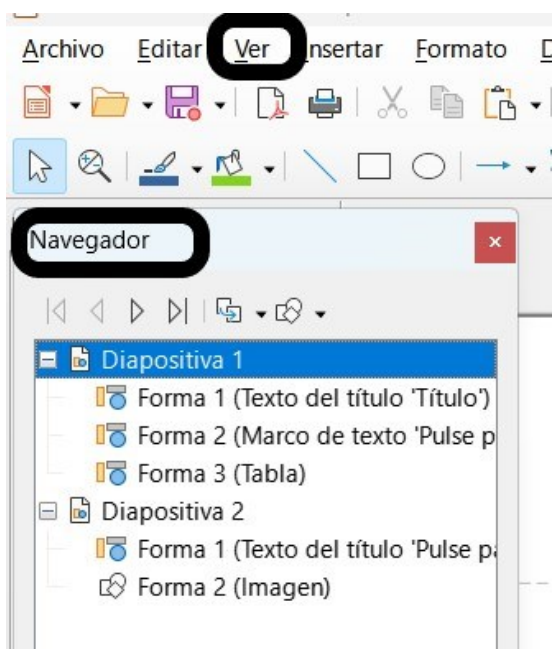 Archivo Editar Ver Insertar Formato
Navegador
Diapositiva 1
Forma 1 (Texto del título 'Título')
Forma 2 (Marco de texto 'Pulse p
Forma 3 (Tabla)
Diapositiva 2
Forma 1 (Texto del título 'Pulse pa
Forma 2 (Imagen)